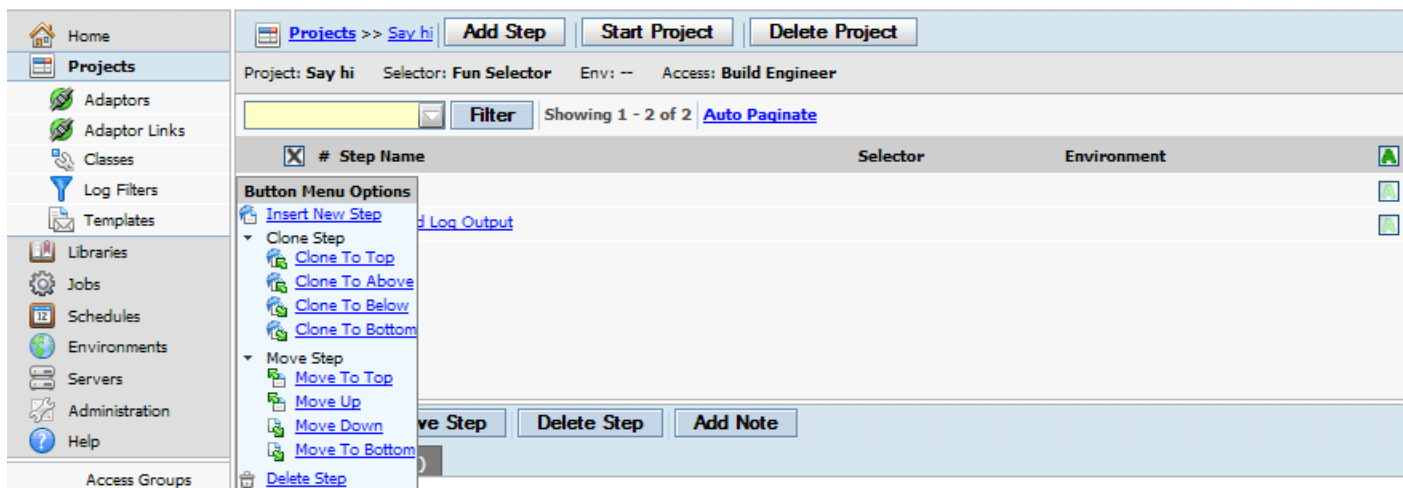 Home
Projects
Adaptors
Adaptor Links
Classes
Log Filters
Templates
Libraries
Jobs
12
Schedules
Environments
Servers
Administration
? Help
Access Groups
Projects >> Say hi Add Step Start Project Delete Project
Project: Say hi Selector: Fun Selector Env: -- Access: Build Engineer
Filter Showing 1 - 2 of 2 Auto Paginate
X # Step Name Selector Environment A
A
d Log Output A
Button Menu Options
Insert New Step
Clone Step
Clone To Top
Clone To Above
Clone To Below
Clone To Bottom
Move Step
Move To Top
Move Up
Move Down
Move To Bottom
Delete Step
ve Step Delete Step Add Note
)